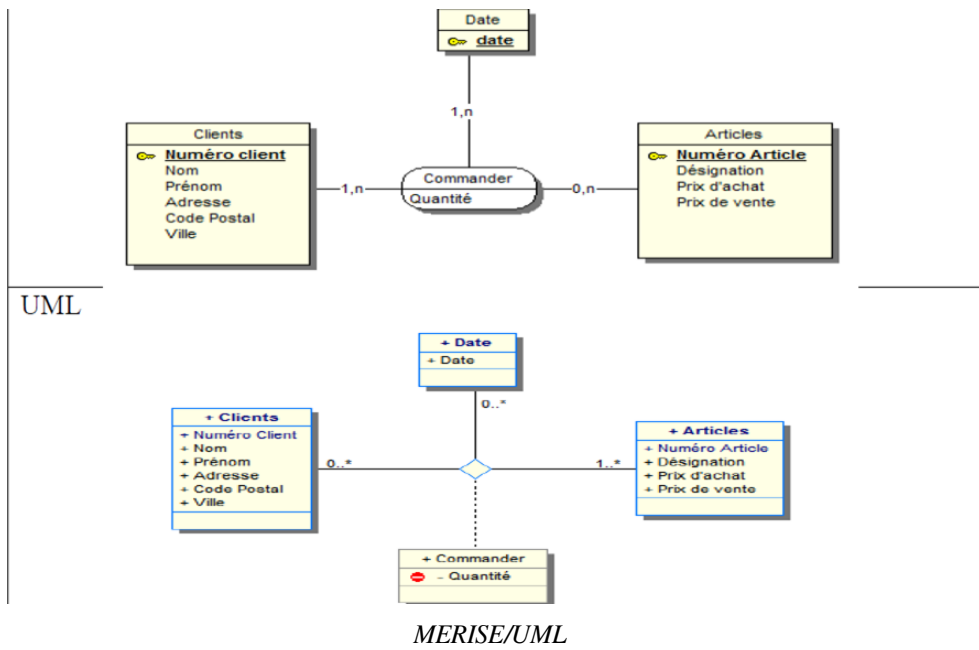 Date
date
1,n
Clients
Numéro client
Nom
Prénom
Adresse
Code Postal
Ville
1,n
Commander
Quantité
0,n
Articles
Numéro Article
Désignation
Prix d'achat
Prix de vente
UML
+ Date
+ Date
0..*
+ Clients
+ Numéro Client
+ Nom
+ Prénom
+ Adresse
+ Code Postal
+ Ville
0..*
1..*
+ Articles
+ Numéro Article
+ Désignation
+ Prix d'achat
+ Prix de vente
+ Commander
- Quantité
MERISE/UML